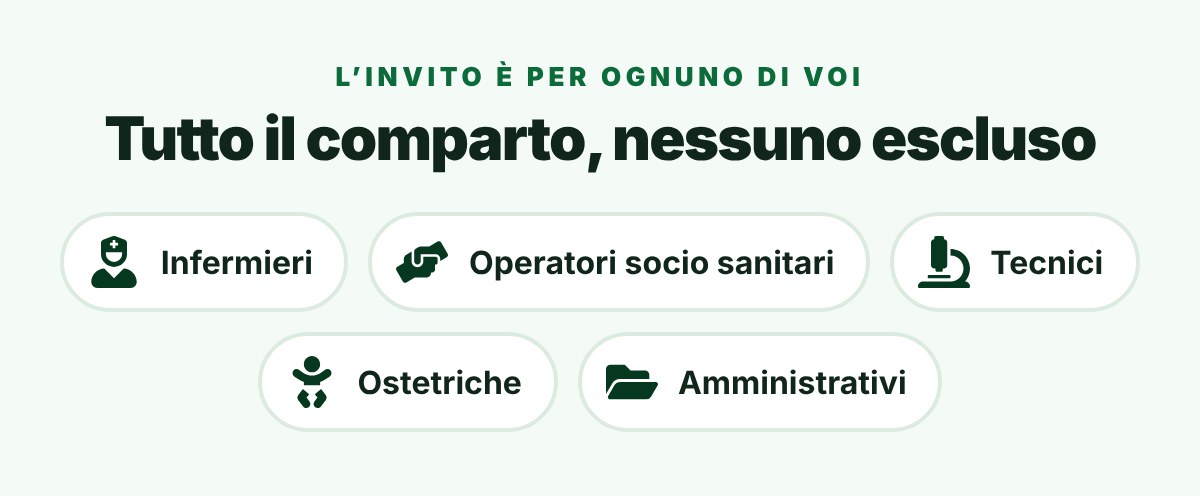 L’INVITO È PER OGNUNO DI VOI
Tutto il comparto, nessuno escluso
Infermieri
Operatori socio sanitari
Tecnici
Ostetriche
Amministrativi